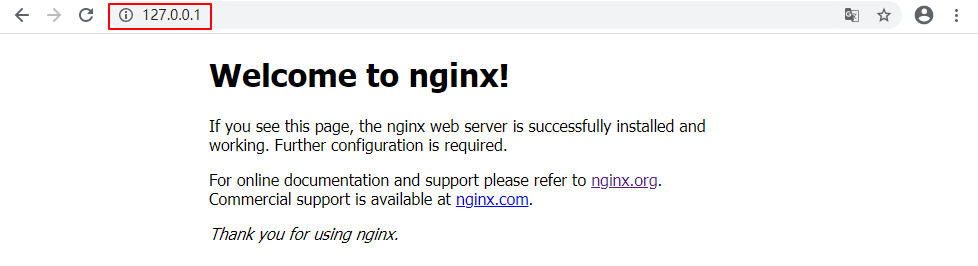 127.0.0.1
Welcome to nginx!
If you see this page, the nginx web server is successfully installed and
working. Further configuration is required.
For online documentation and support please refer to nginx.org.
Commercial support is available at nginx.com.
Thank you for using nginx.